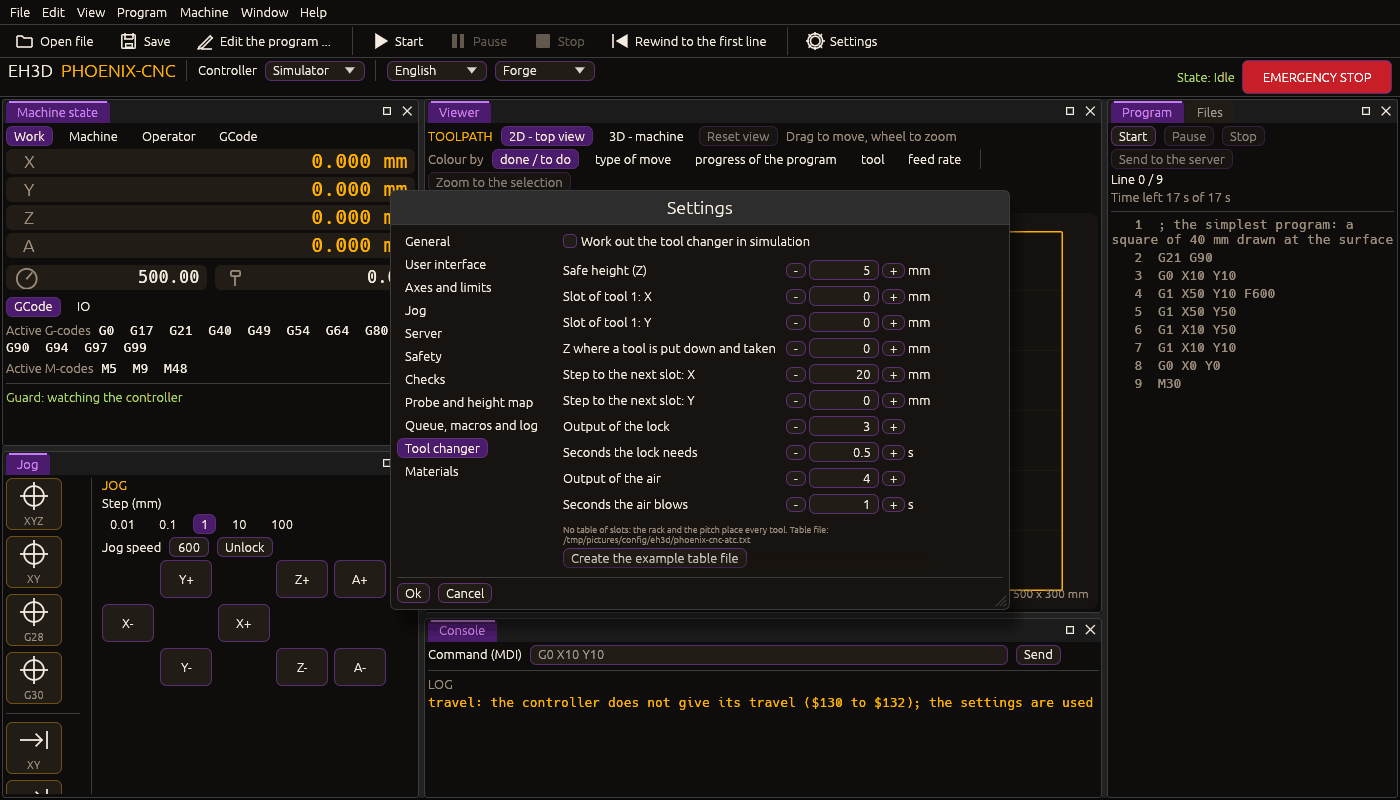 File Edit View Program Machine Window Help
Open file Save Edit the program ... Start Pause Stop Rewind to the first line Settings
EH3D PHOENIX-CNC Controller Simulator English Forge State: Idle EMERGENCY STOP
Machine state
Work Machine Operator GCode
X 0.000 mm
Y 0.000 mm
Z 0.000 m
A 0.000 m
500.00 0.
GCode IO
Active G-codes G0 G17 G21 G40 G49 G54 G64 G80
G90 G94 G97 G99
Active M-codes M5 M9 M48
Guard: watching the controller
Jog
XYZ
XY
G28
G30
XY
JOG
Step (mm)
0.01 0.1 1 10 100
Jog speed 600 Unlock
Y+ Z+ A+
X- X+
Y- Z- A-
Viewer
TOOLPATH 2D - top view 3D - machine Reset view Drag to move, wheel to zoom
Colour by done / to do type of move progress of the program tool feed rate
Zoom to the selection
500 x 300 mm
Settings
General
User interface
Axes and limits
Jog
Server
Safety
Checks
Probe and height map
Queue, macros and log
Tool changer
Materials
Work out the tool changer in simulation
Safe height (Z) - 5 + mm
Slot of tool 1: X - 0 + mm
Slot of tool 1: Y - 0 + mm
Z where a tool is put down and taken - 0 + mm
Step to the next slot: X - 20 + mm
Step to the next slot: Y - 0 + mm
Output of the lock - 3 +
Seconds the lock needs - 0.5 + s
Output of the air - 4 +
Seconds the air blows - 1 + s
No table of slots: the rack and the pitch place every tool. Table file:
/tmp/pictures/config/eh3d/phoenix-cnc-atc.txt
Create the example table file
Ok Cancel
Console
Command (MDI) G0 X10 Y10 Send
LOG
travel: the controller does not give its travel ($130 to $132); the settings are used
Program Files
Start Pause Stop
Send to the server
Line 0 / 9
Time left 17 s of 17 s
1 ; the simplest program: a
square of 40 mm drawn at the surface
2 G21 G90
3 G0 X10 Y10
4 G1 X50 Y10 F600
5 G1 X50 Y50
6 G1 X10 Y50
7 G1 X10 Y10
8 G0 X0 Y0
9 M30